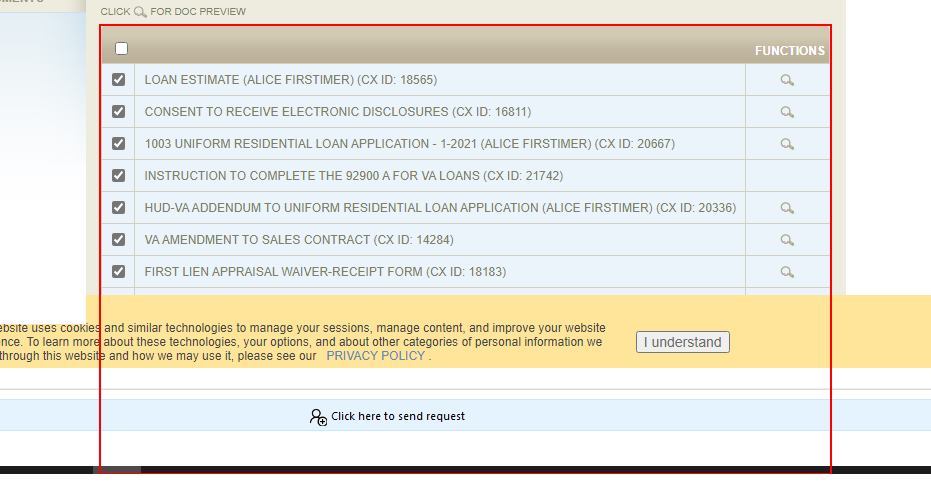 CLICK FOR DOC PREVIEW
FUNCTIONS
LOAN ESTIMATE (ALICE FIRSTIMER) (CX ID: 18565)
CONSENT TO RECEIVE ELECTRONIC DISCLOSURES (CX ID: 16811)
1003 UNIFORM RESIDENTIAL LOAN APPLICATION - 1-2021 (ALICE FIRSTIMER) (CX ID: 20667)
INSTRUCTION TO COMPLETE THE 92900 A FOR VA LOANS (CX ID: 21742)
HUD-VA ADDENDUM TO UNIFORM RESIDENTIAL LOAN APPLICATION (ALICE FIRSTIMER) (CX ID: 20336)
VA AMENDMENT TO SALES CONTRACT (CX ID: 14284)
FIRST LIEN APPRAISAL WAIVER-RECEIPT FORM (CX ID: 18183)
ebsite uses cookies and similar technologies to manage your sessions, manage content, and improve your website
ence. To learn more about these technologies, your options, and about other categories of personal information we
through this website and how we may use it, please see our PRIVACY POLICY .
I understand
Click here to send request